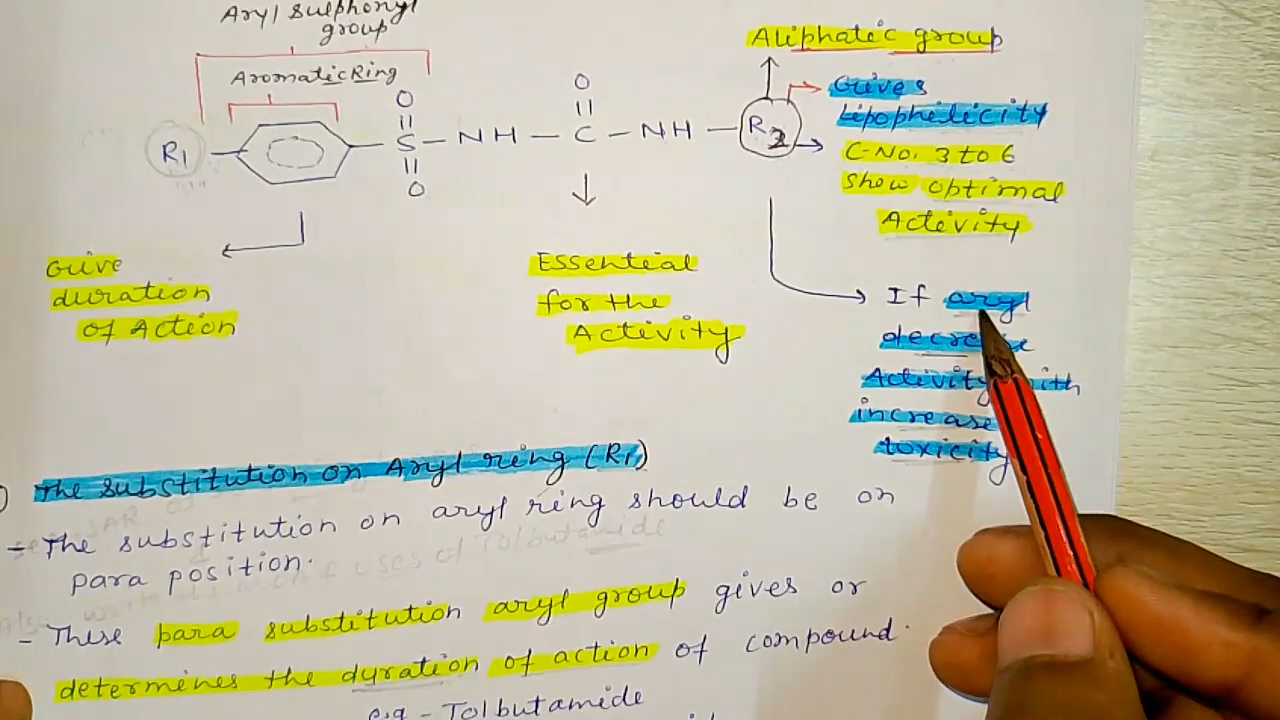 Aryl Sulphonyl
group
Aromatic Ring
Aliphatic group
Gives
Lipophilicity
C-No. 3 to 6
show optimal
Activity
O
O
R1
S
NH
C
NH
R2
O
Give
duration
of Action
Essential
for the
Activity
If aryl
decrease
Activity with
increase
toxicity
The substitution on Aryl ring (R1)
- The substitution on aryl ring should be on
para position.
- These para substitution aryl group gives or
determines the dyration of action of compound.
e.g - Tolbutamide